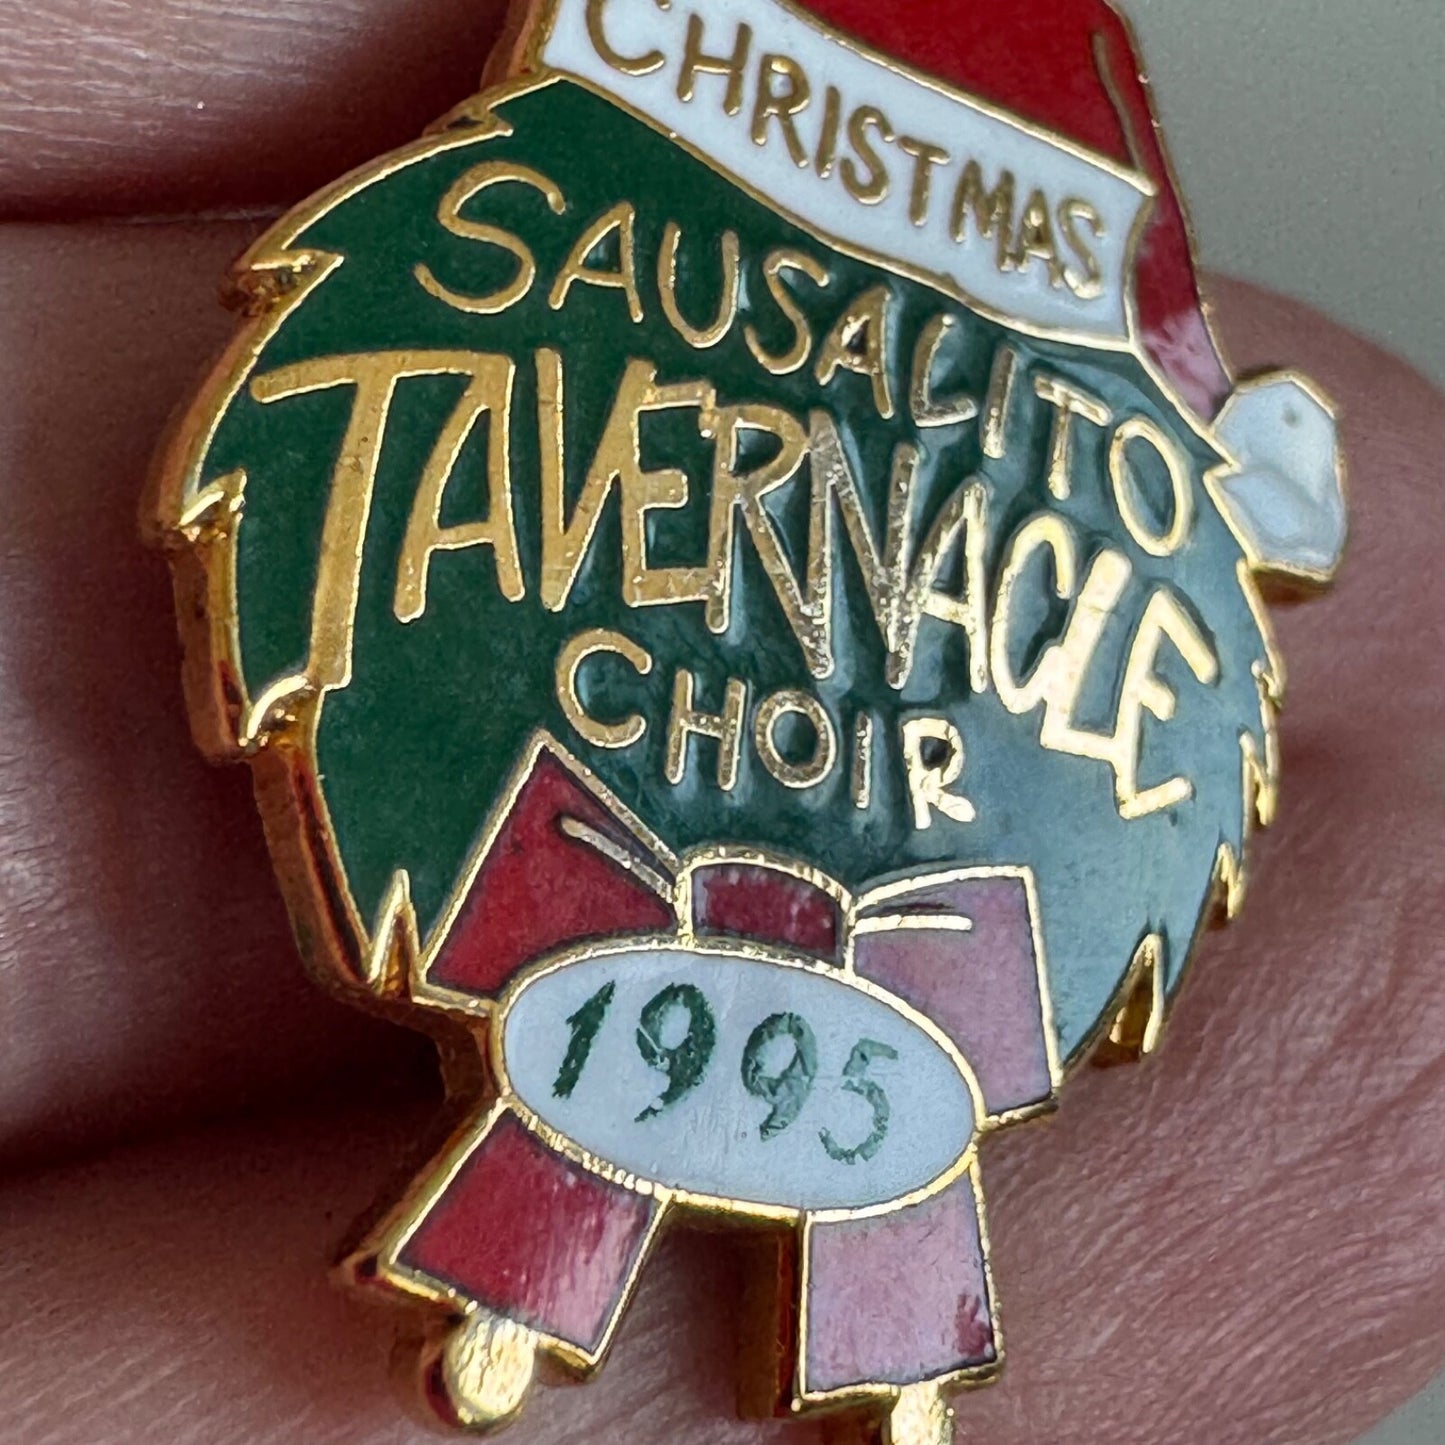 CHRISTMAS
SAUSALITO
TAVERNACLE
CHOIR
1995